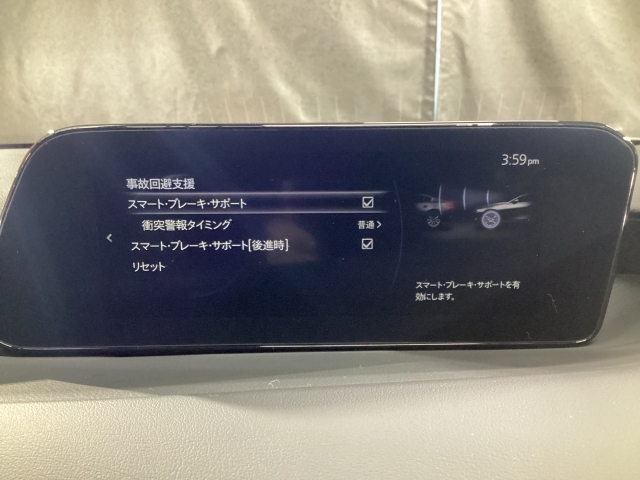 3:59 pm
事故回避支援
スマート・ブレーキ・サポート
衝突警報タイミング 普通
スマート・ブレーキ・サポート[後進時]
リセット
スマート・ブレーキ・サポートを有
効にします。